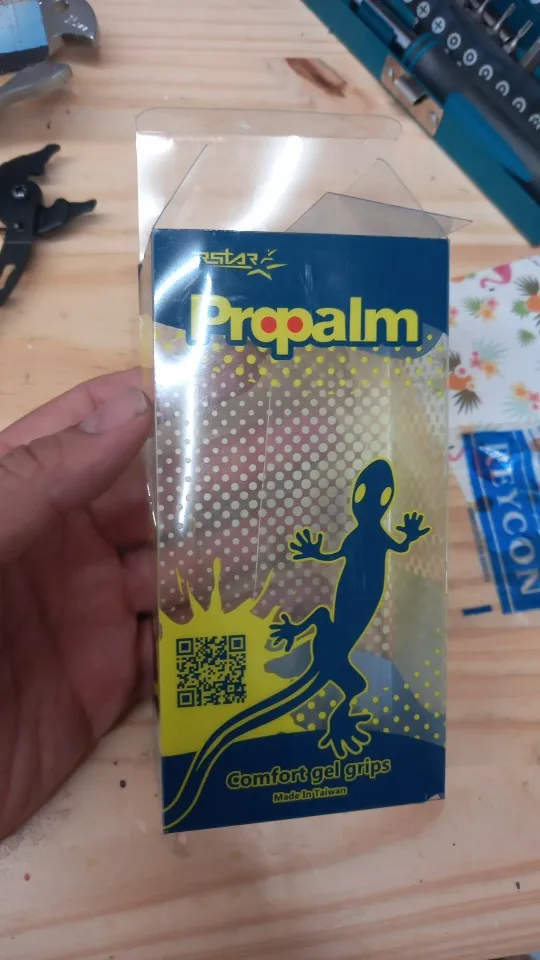 RSTAR
Propalm
KEYCON
Comfort gel grips
Made In Taiwan